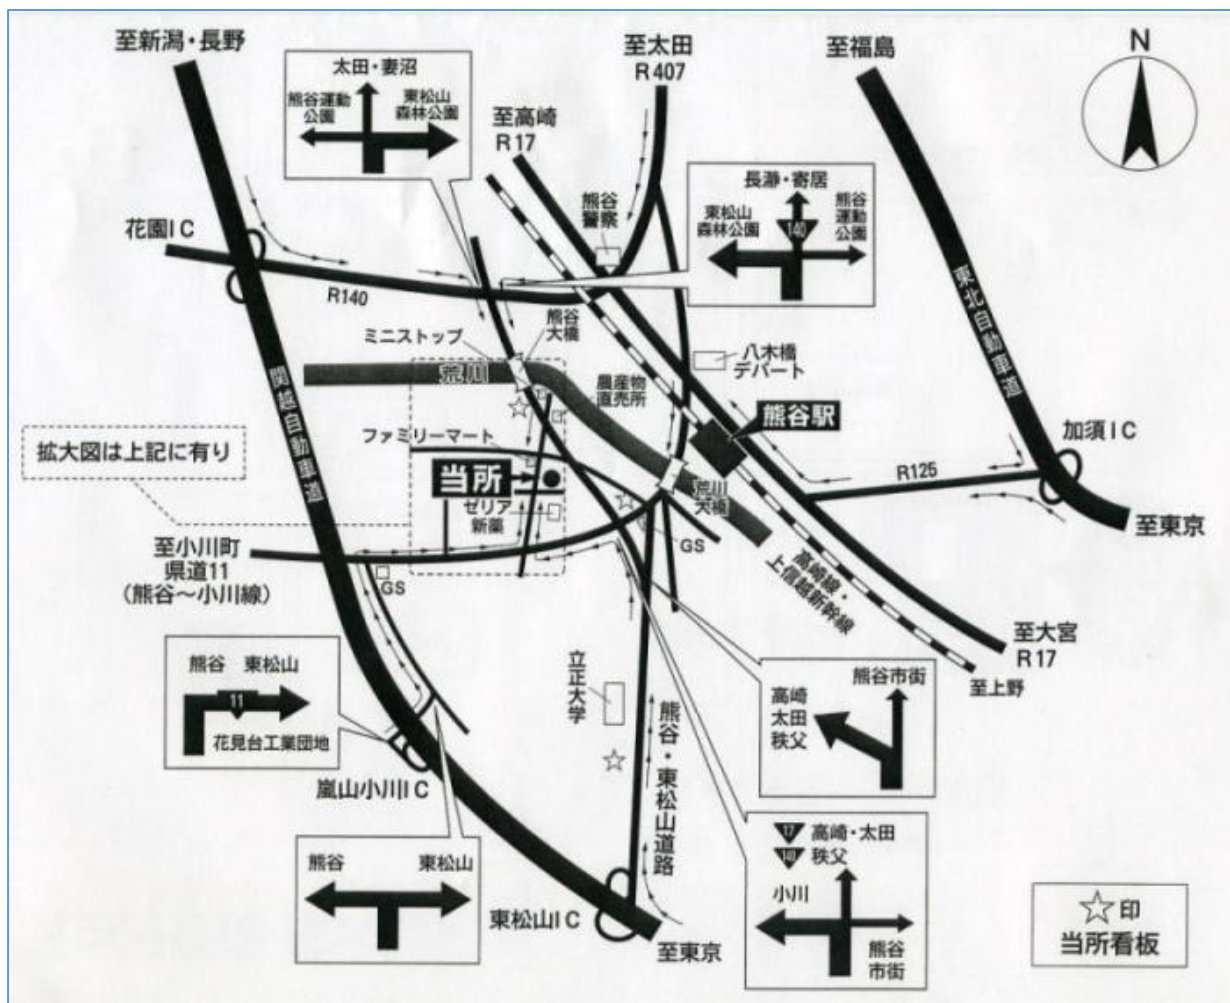 至新潟・長野
太田・妻沼
熊谷運動
公園
東松山
森林公園
至太田
R407
至高崎
R17
至福島
N
熊谷
警察
長瀞・寄居
東松山
森林公園
140
熊谷
運動
公園
花園IC
R140
ミニストップ
熊谷
大橋
荒川
農産物
直売所
八木橋
デパート
東北自動車道
関越自動車道
熊谷駅
加須IC
拡大図は上記に有り
ファミリーマート
当所
R125
ゼリア
新薬
荒川
大橋
至東京
GS
至小川町
県道11
(熊谷〜小川線)
GS
高崎線・
上信越新幹線
至大宮
R17
至上野
熊谷 東松山
11
花見台工業団地
立正大学
熊谷・東松山道路
熊谷市街
高崎
太田
秩父
嵐山小川IC
熊谷
東松山
17 高崎・太田
140 秩父
小川
熊谷
市街
東松山IC
至東京
☆印
当所看板